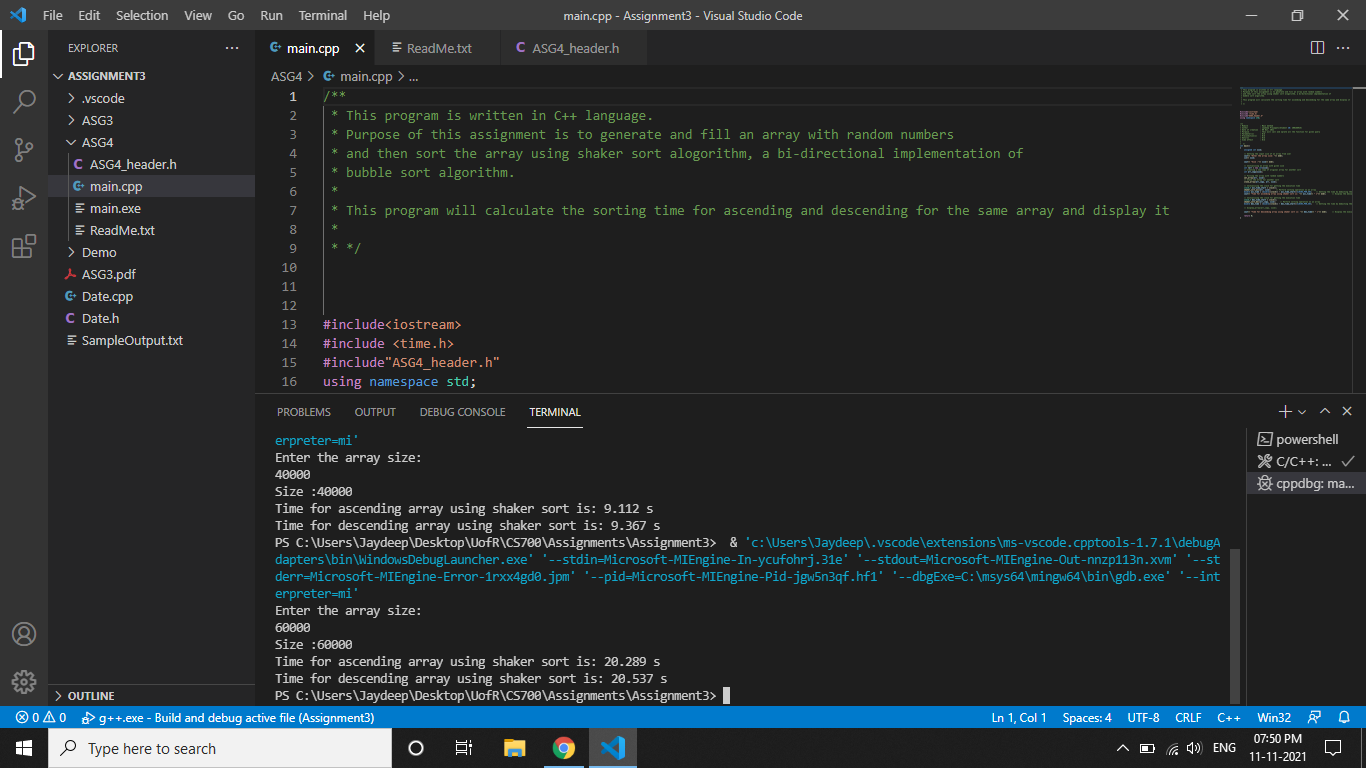 File Edit Selection View Go Run Terminal Help main.cpp - Assignment3 - Visual Studio Code
EXPLORER
ASSIGNMENT3
.vscode
ASG3
ASG4
ASG4_header.h
main.cpp
main.exe
ReadMe.txt
Demo
ASG3.pdf
Date.cpp
Date.h
SampleOutput.txt
OUTLINE
main.cpp ReadMe.txt ASG4_header.h
ASG4 > main.cpp > ...
1 /**
2 * This program is written in C++ language.
3 * Purpose of this assignment is to generate and fill an array with random numbers
4 * and then sort the array using shaker sort alogorithm, a bi-directional implementation of
5 * bubble sort algorithm.
6 *
7 * This program will calculate the sorting time for ascending and descending for the same array and display it
8 *
9 * */
10
11
12
13 #include<iostream>
14 #include <time.h>
15 #include"ASG4_header.h"
16 using namespace std;
PROBLEMS OUTPUT DEBUG CONSOLE TERMINAL
erpreter=mi'
Enter the array size:
40000
Size :40000
Time for ascending array using shaker sort is: 9.112 s
Time for descending array using shaker sort is: 9.367 s
PS C:\Users\Jaydeep\Desktop\UofR\CS700\Assignments\Assignment3> & 'c:\Users\Jaydeep\.vscode\extensions\ms-vscode.cpptools-1.7.1\debugA
dapters\bin\WindowsDebugLauncher.exe' '--stdin=Microsoft-MIEngine-In-ycufohrj.31e' '--stdout=Microsoft-MIEngine-Out-nnzp113n.xvm' '--st
derr=Microsoft-MIEngine-Error-1rxx4gd0.jpm' '--pid=Microsoft-MIEngine-Pid-jgw5n3qf.hf1' '--dbgExe=C:\msys64\mingw64\bin\gdb.exe' '--int
erpreter=mi'
Enter the array size:
60000
Size :60000
Time for ascending array using shaker sort is: 20.289 s
Time for descending array using shaker sort is: 20.537 s
PS C:\Users\Jaydeep\Desktop\UofR\CS700\Assignments\Assignment3>
powershell
C/C++: ...
cppdbg: ma...
0 0 g++.exe - Build and debug active file (Assignment3) Ln 1, Col 1 Spaces: 4 UTF-8 CRLF C++ Win32
Type here to search
ENG
07:50 PM
11-11-2021